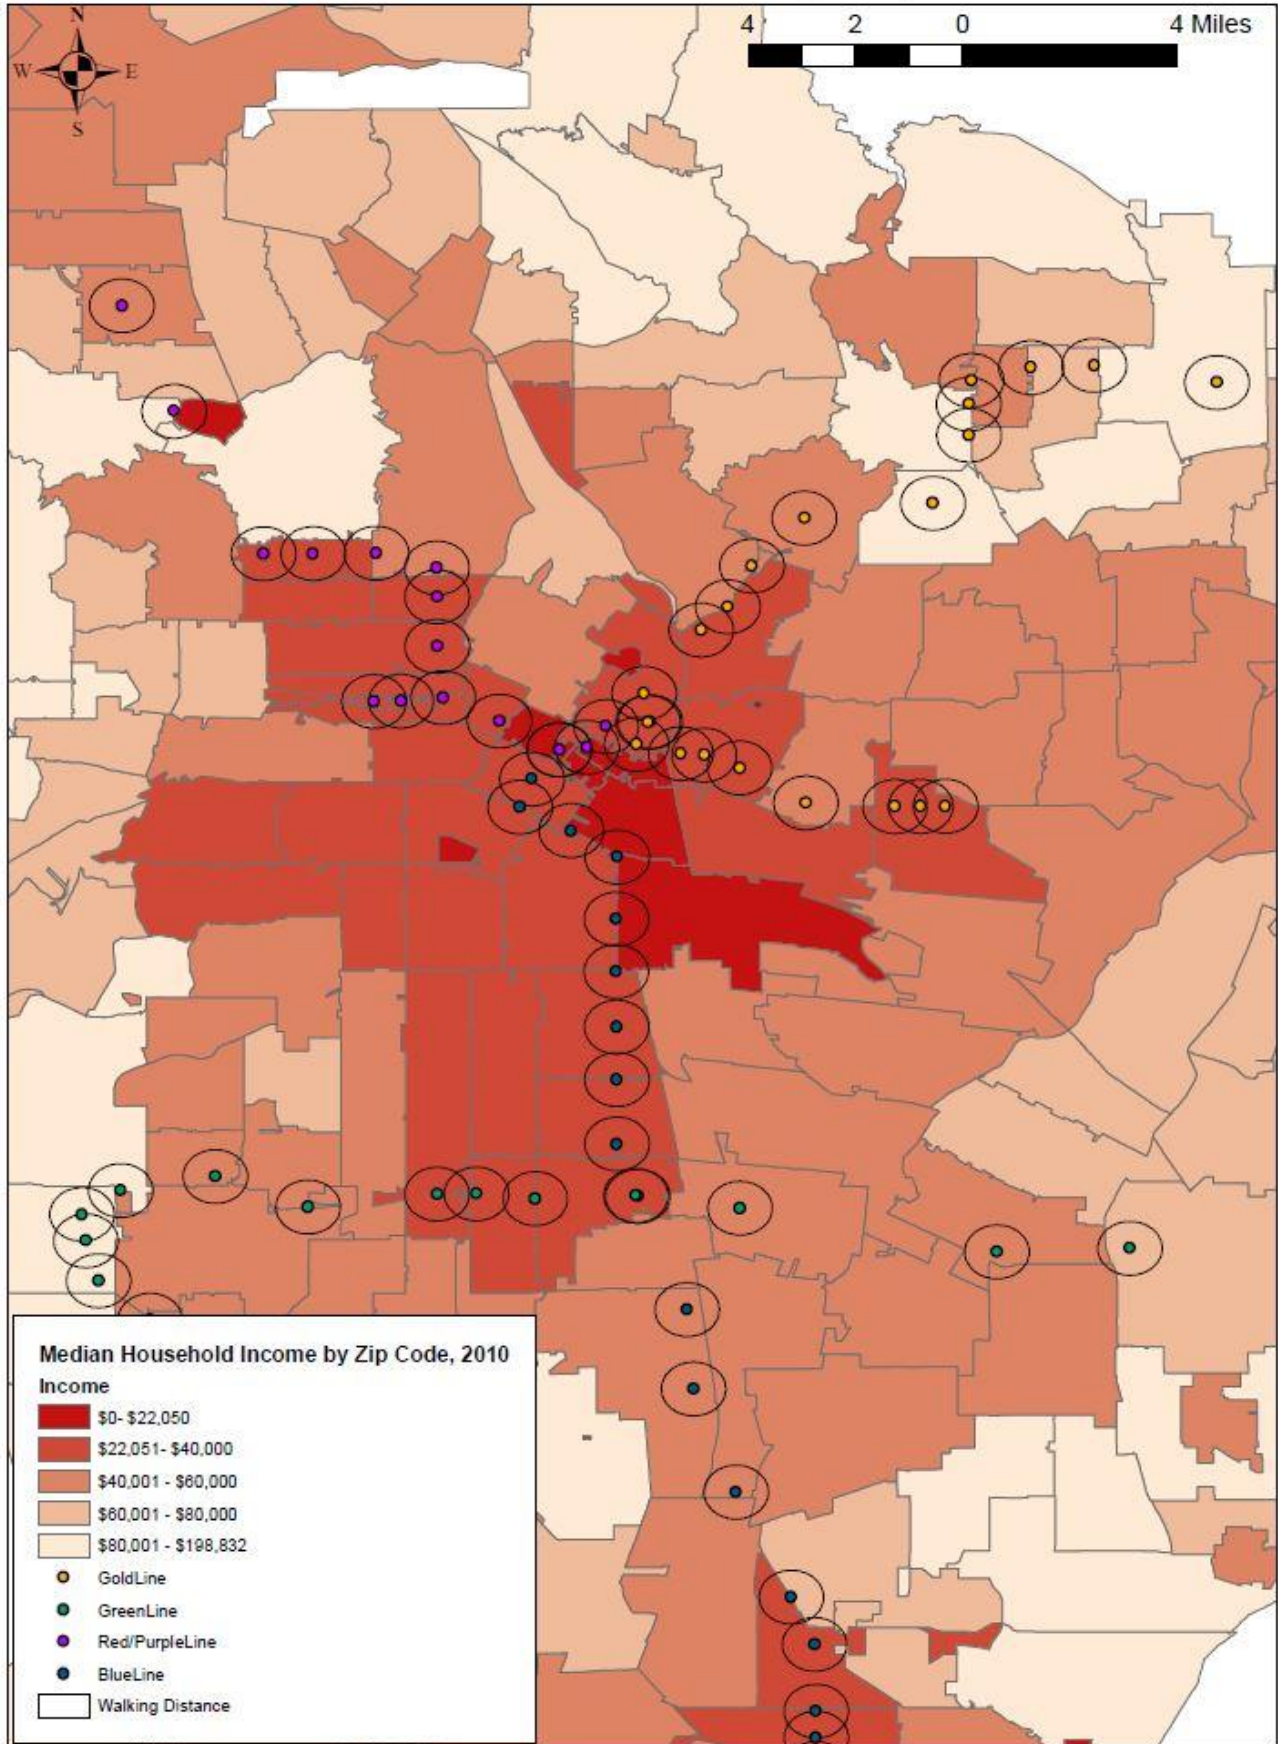 N
W E
S
4 2 0 4 Miles
Median Household Income by Zip Code, 2010
Income
$0- $22,050
$22,051- $40,000
$40,001 - $60,000
$60,001 - $80,000
$80,001 - $198,832
GoldLine
GreenLine
Red/PurpleLine
BlueLine
Walking Distance